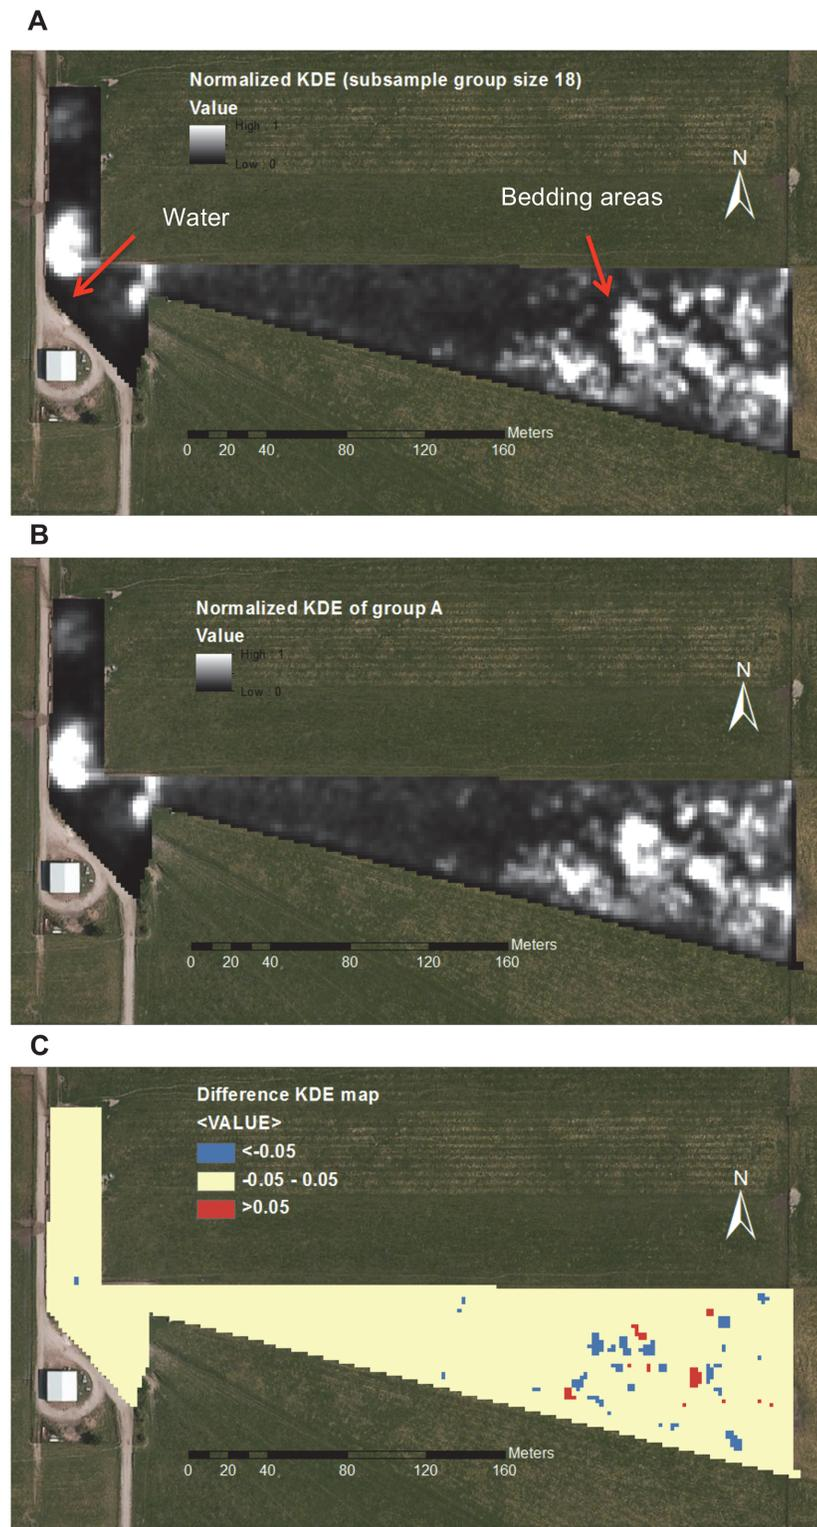 A
Normalized KDE (subsample group size 18)
Value
High : 1
Low : 0
N
Water
Bedding areas
Meters
0 20 40 80 120 160
B
Normalized KDE of group A
Value
High : 1
Low : 0
N
Meters
0 20 40 80 120 160
C
Difference KDE map
<VALUE>
<-0.05
-0.05 - 0.05
>0.05
N
Meters
0 20 40 80 120 160